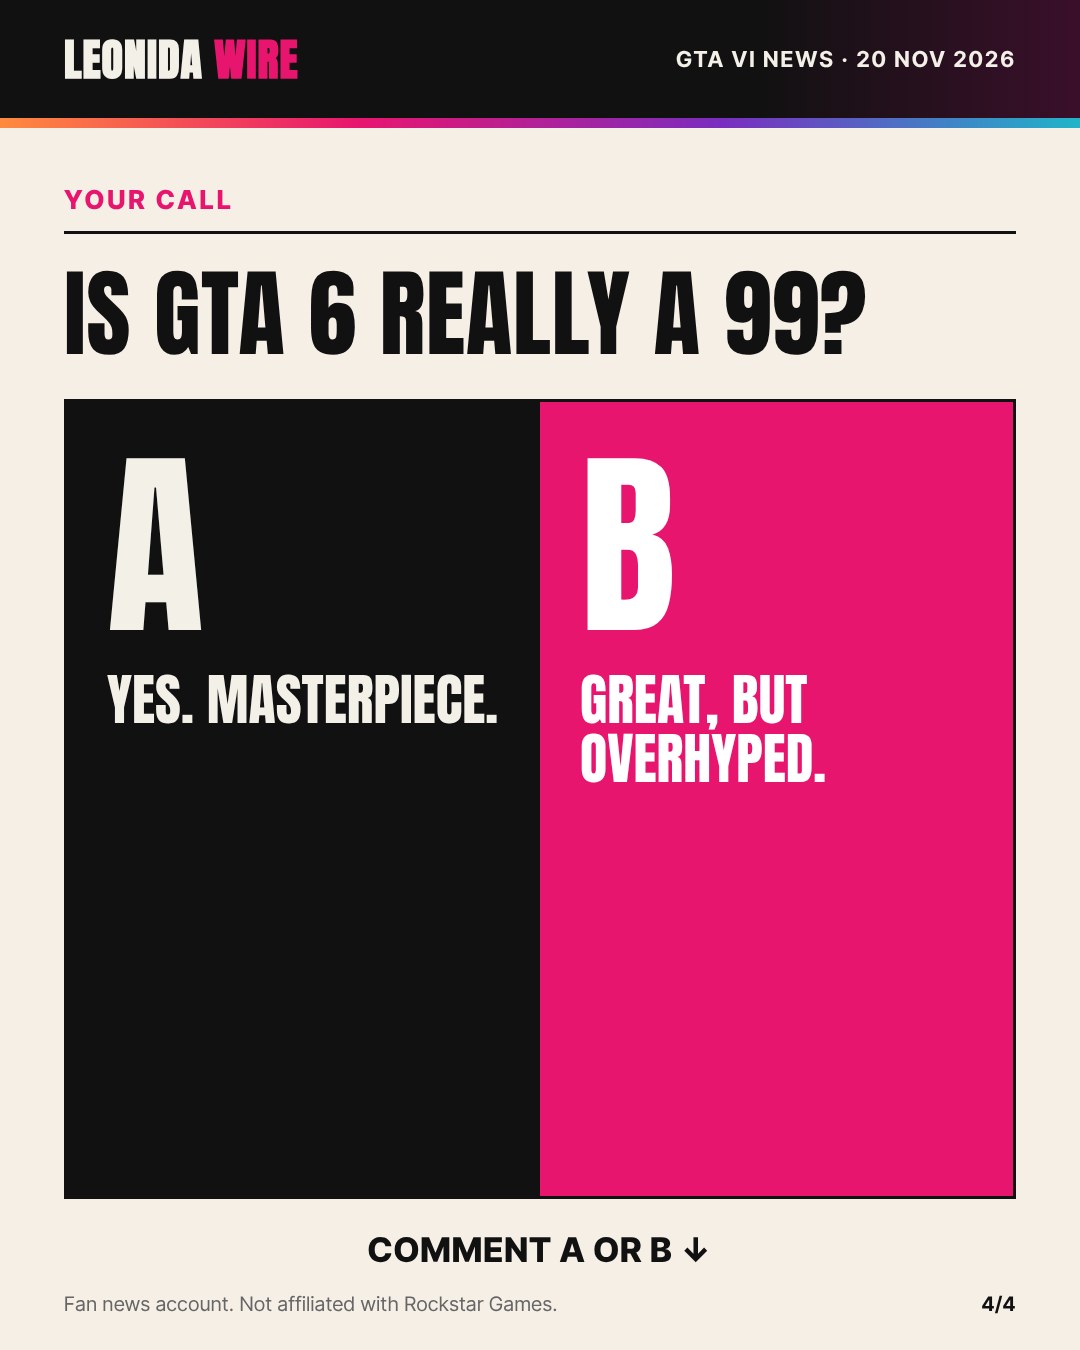 LEONIDA WIRE
GTA VI NEWS · 20 NOV 2026
YOUR CALL
IS GTA 6 REALLY A 99?
A
YES. MASTERPIECE.
B
GREAT, BUT
OVERHYPED.
COMMENT A OR B ↓
Fan news account. Not affiliated with Rockstar Games.
4/4